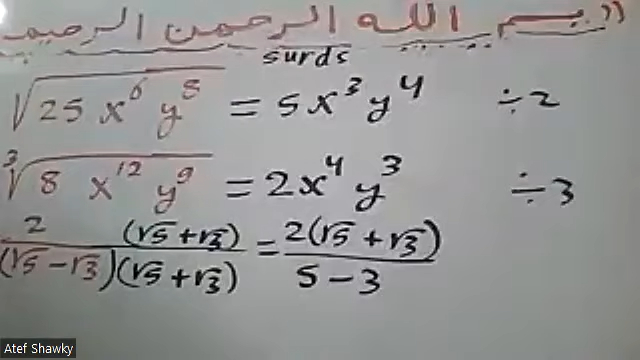 بسم الله الرحمن الرحيم
surds
√(25 x⁶ y⁸) = 5x³y⁴ ÷2
³√(8 x¹² y⁹) = 2x⁴y³ ÷3
2(√5+√3)/((√5-√3)(√5+√3)) = 2(√5+√3)/(5-3)
Atef Shawky